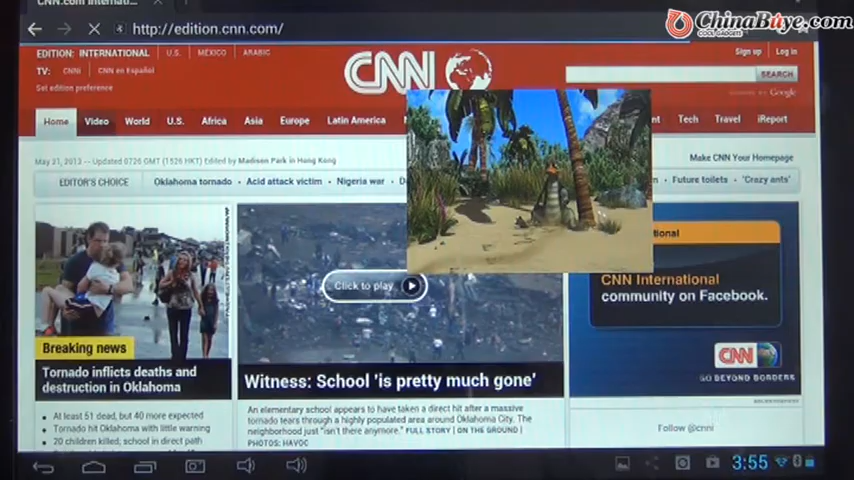 CNN.com Internati...
ChinaBuye.com
COOL GADGETS
http://edition.cnn.com/
EDITION: INTERNATIONAL U.S. MÉXICO ARABIC
TV: CNNI CNN en Español
Set edition preference
CNN
Sign up Log in
SEARCH
Google
Home Video World U.S. Africa Asia Europe Latin America
Tech Travel iReport
May 21, 2013 -- Updated 0726 GMT (1526 HKT) Edited by Madison Park in Hong Kong
Make CNN Your Homepage
EDITOR'S CHOICE Oklahoma tornado • Acid attack victim • Nigeria war •
• Future toilets • 'Crazy ants'
Breaking news
Tornado inflicts deaths and
destruction in Oklahoma
• At least 51 dead, but 40 more expected
• Tornado hit Oklahoma with little warning
• 20 children killed; school in direct path
Click to play
Witness: School 'is pretty much gone'
An elementary school appears to have taken a direct hit after a massive
tornado tears through a highly populated area around Oklahoma City. The
neighborhood just "isn't there anymore." FULL STORY | ON THE GROUND |
PHOTOS: HAVOC
CNN International
community on Facebook.
CNN
GO BEYOND BORDERS
ADVERTISEMENT
Follow @cnni
3:55